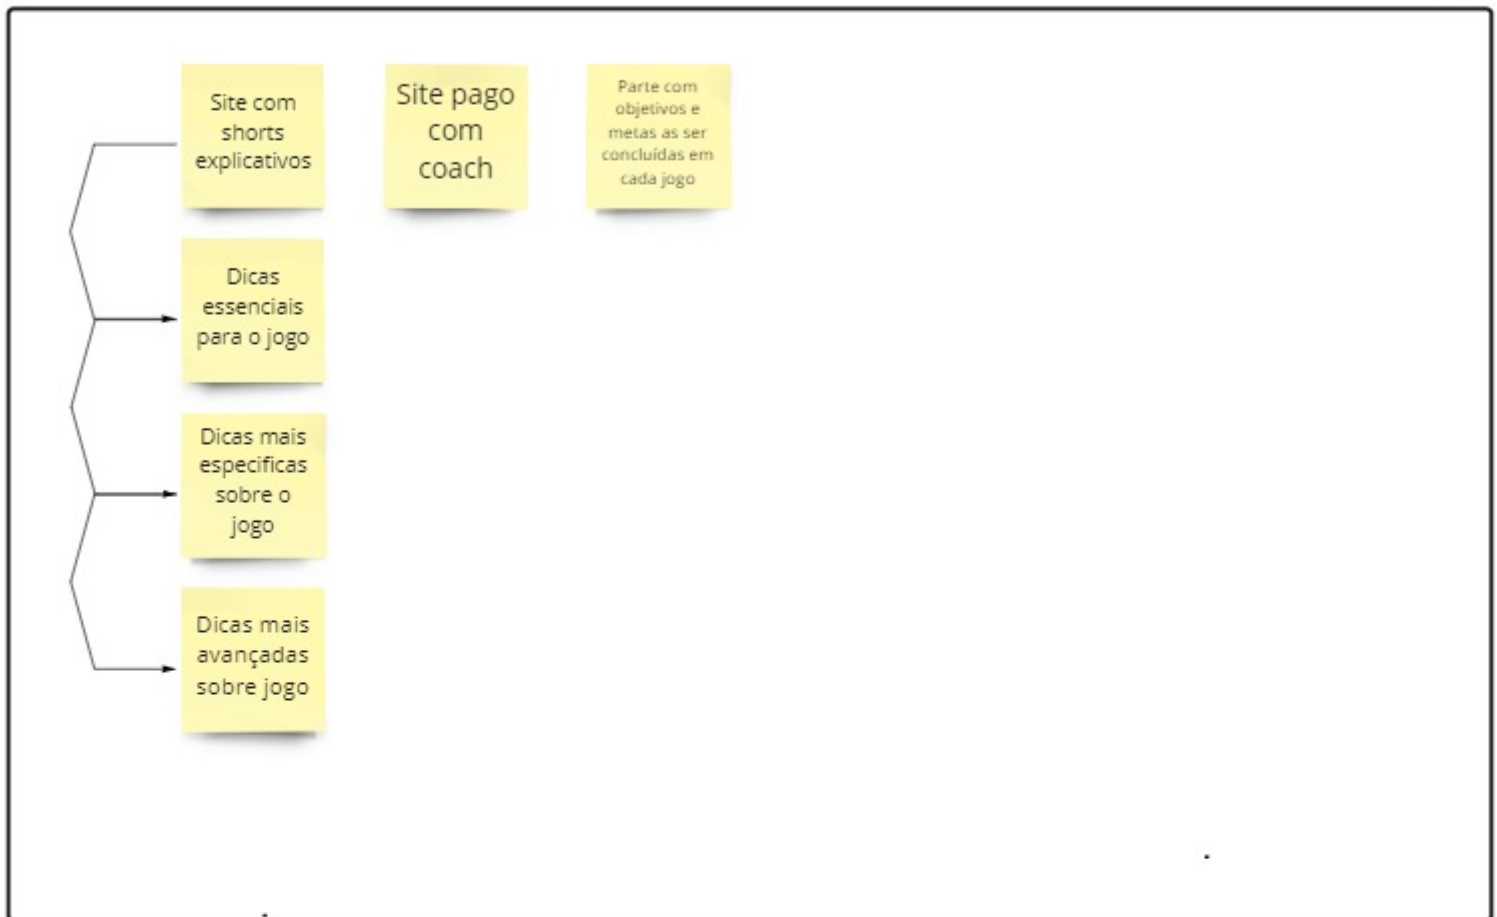 Site com
shorts
explicativos
Site pago
com
coach
Parte com
objetivos e
metas as ser
concluídas em
cada jogo
Dicas
essenciais
para o jogo
Dicas mais
especificas
sobre o
jogo
Dicas mais
avançadas
sobre jogo